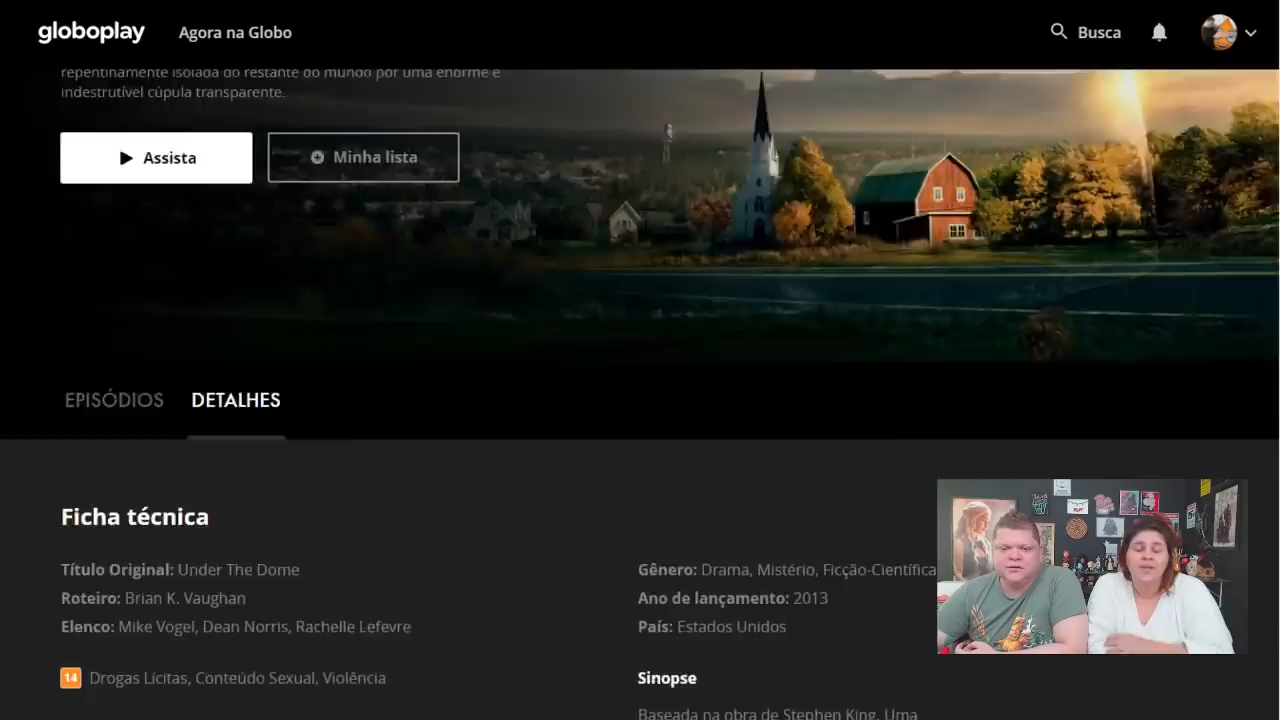 globoplay Agora na Globo Busca
repentinamente isolada do restante do mundo por uma enorme e
indestrutível cúpula transparente.
Assista Minha lista
EPISÓDIOS DETALHES
Ficha técnica
Título Original: Under The Dome
Roteiro: Brian K. Vaughan
Elenco: Mike Vogel, Dean Norris, Rachelle Lefevre
14 Drogas Lícitas, Conteúdo Sexual, Violência
Gênero: Drama, Mistério, Ficção-Científica
Ano de lançamento: 2013
País: Estados Unidos
Sinopse
Baseada na obra de Stephen King. Uma